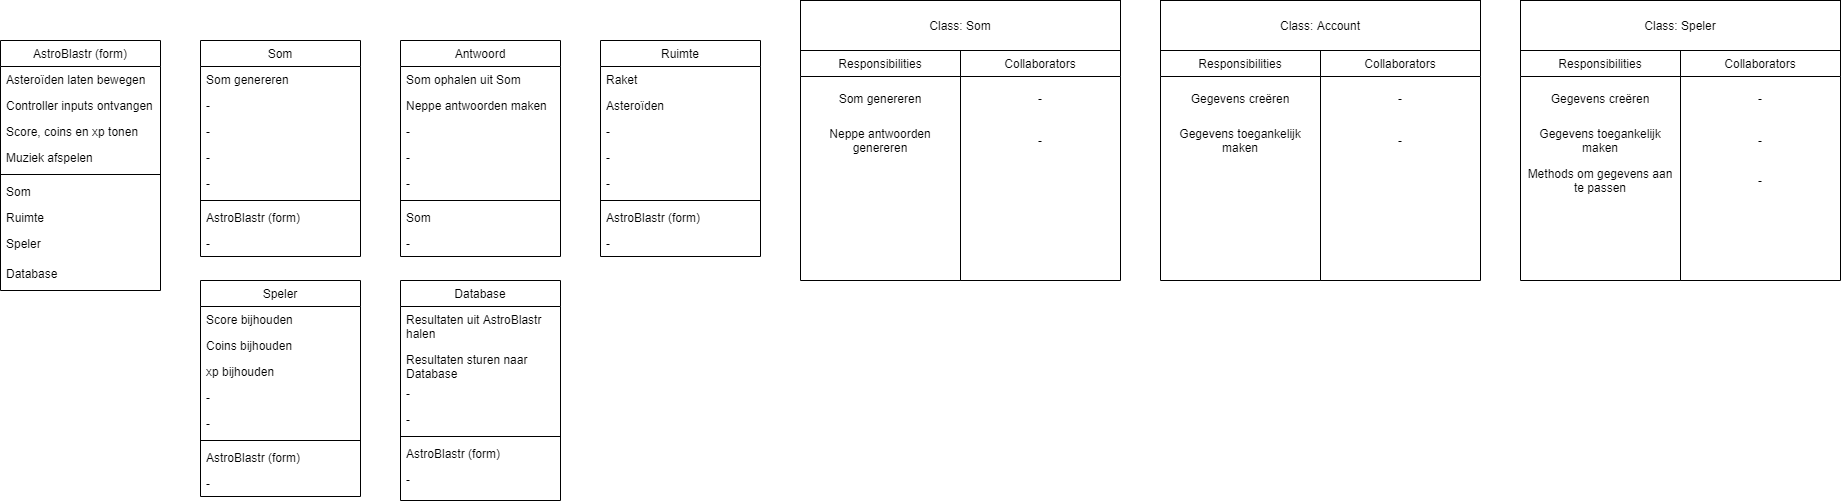 AstroBlastr (form)
Asteroïden laten bewegen
Controller inputs ontvangen
Score, coins en xp tonen
Muziek afspelen
Som
Ruimte
Speler
Database
Som
Som genereren
-
-
-
-
AstroBlastr (form)
-
Antwoord
Som ophalen uit Som
Neppe antwoorden maken
-
-
-
Som
-
Ruimte
Raket
Asteroïden
-
-
-
AstroBlastr (form)
-
Speler
Score bijhouden
Coins bijhouden
xp bijhouden
-
-
AstroBlastr (form)
-
Database
Resultaten uit AstroBlastr
halen
Resultaten sturen naar
Database
-
-
AstroBlastr (form)
-
Class: Som
Responsibilities
Collaborators
Som genereren
-
Neppe antwoorden
genereren
-
Class: Account
Responsibilities
Collaborators
Gegevens creëren
-
Gegevens toegankelijk
maken
-
Class: Speler
Responsibilities
Collaborators
Gegevens creëren
-
Gegevens toegankelijk
maken
-
Methods om gegevens aan
te passen
-